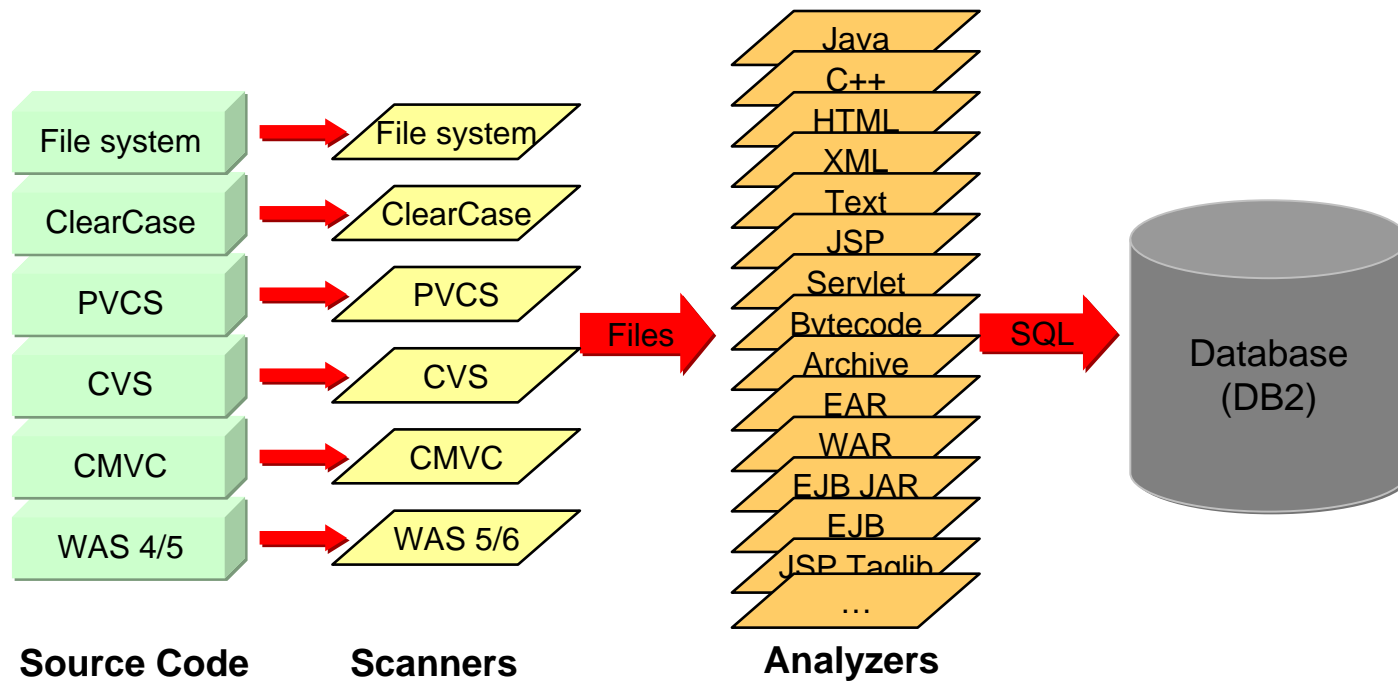 File system
ClearCase
PVCS
CVS
CMVC
WAS 4/5
Source Code
File system
ClearCase
PVCS
CVS
CMVC
WAS 5/6
Scanners
Files
Java
C++
HTML
XML
Text
JSP
Servlet
Bytecode
Archive
EAR
WAR
EJB JAR
EJB
JSP Taglib
…
Analyzers
SQL
Database
(DB2)